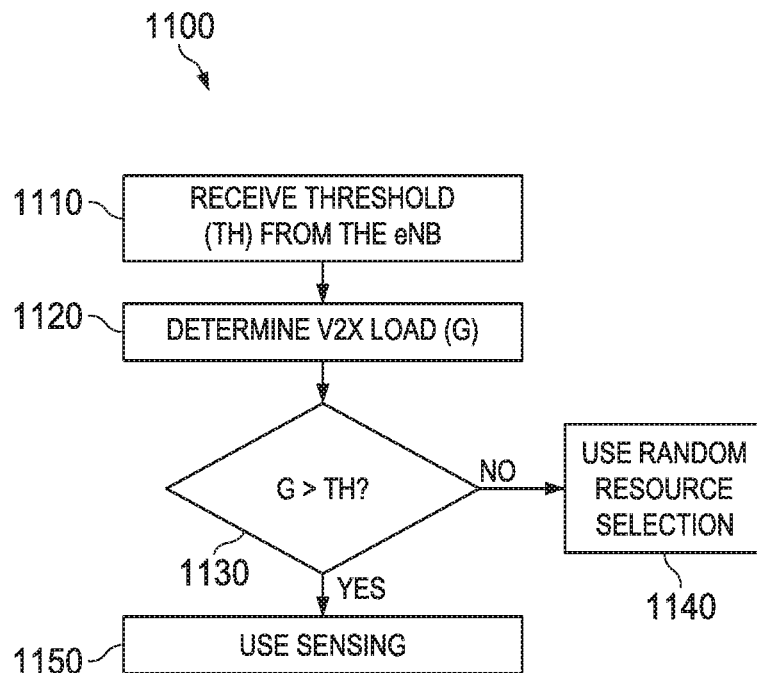 1100
1110
RECEIVE THRESHOLD
(TH) FROM THE eNB
1120
DETERMINE V2X LOAD (G)
G > TH?
NO
USE RANDOM
RESOURCE
SELECTION
1130
YES
1140
1150
USE SENSING